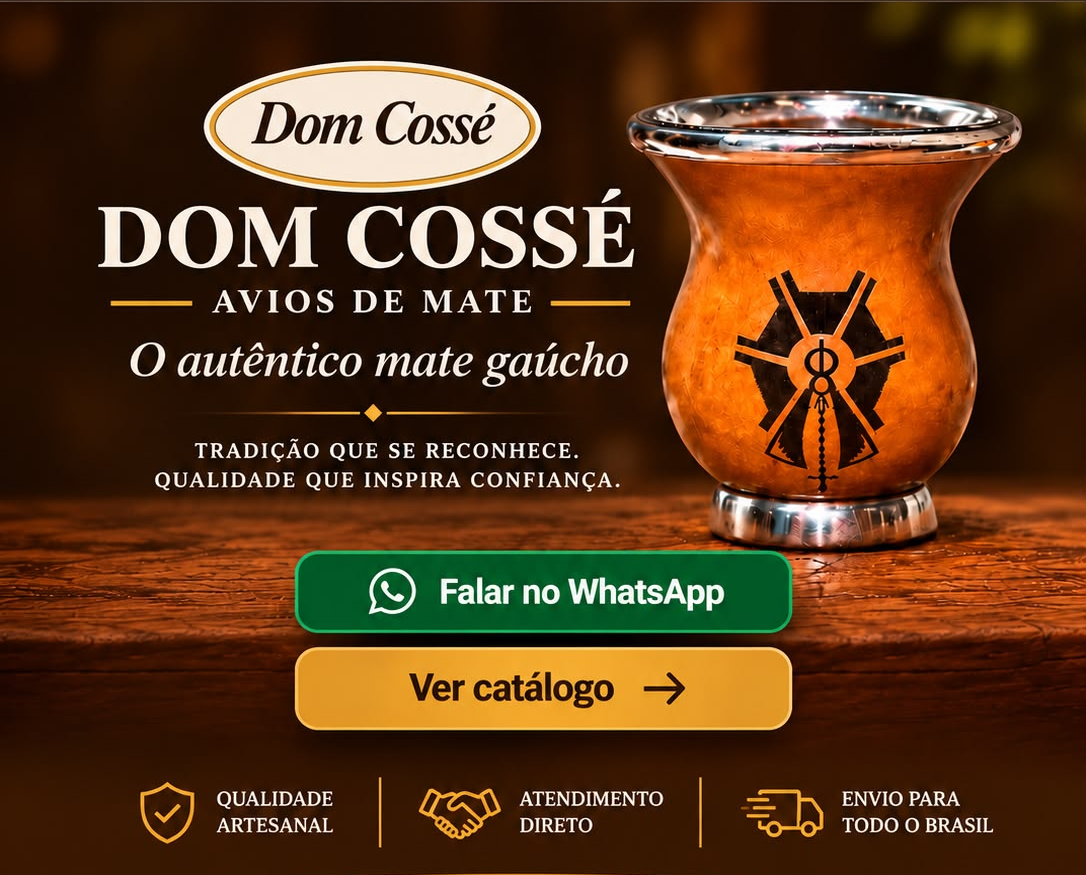 Dom Cossé
DOM COSSÉ
AVIOS DE MATE
O autêntico mate gaúcho
TRADIÇÃO QUE SE RECONHECE.
QUALIDADE QUE INSPIRA CONFIANÇA.
Falar no WhatsApp
Ver catálogo
QUALIDADE
ARTESANAL
ATENDIMENTO
DIRETO
ENVIO PARA
TODO O BRASIL